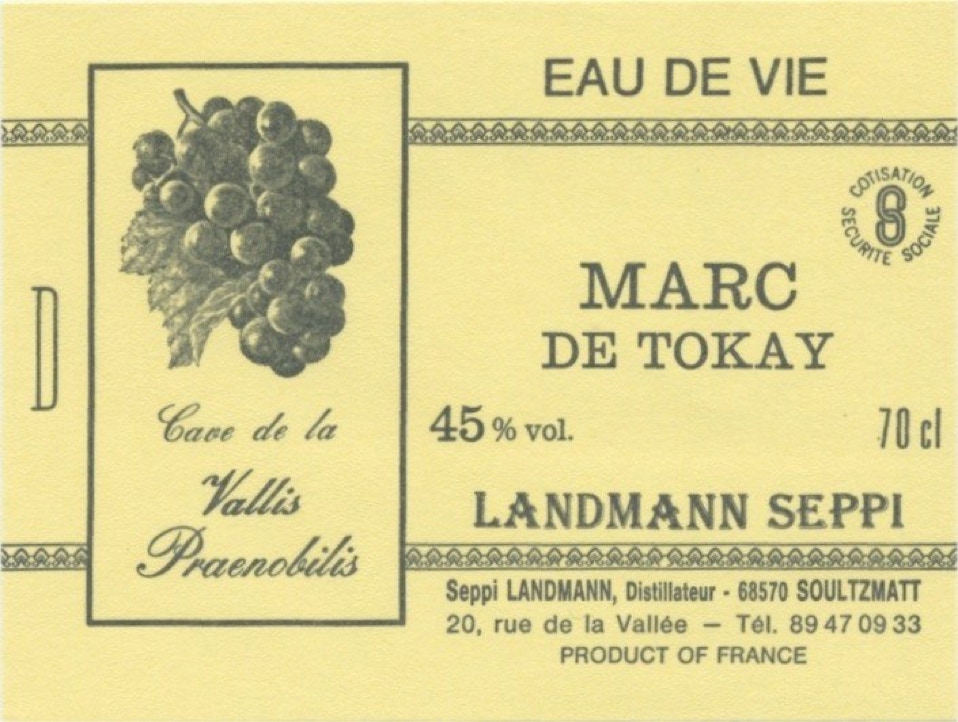 EAU DE VIE
COTISATION
SECURITE SOCIALE
MARC
DE TOKAY
45 % vol.
70 cl
D
Cave de la
Vallis
Praenobilis
LANDMANN SEPPI
Seppi LANDMANN, Distillateur - 68570 SOULTZMATT
20, rue de la Vallée — Tél. 89 47 09 33
PRODUCT OF FRANCE